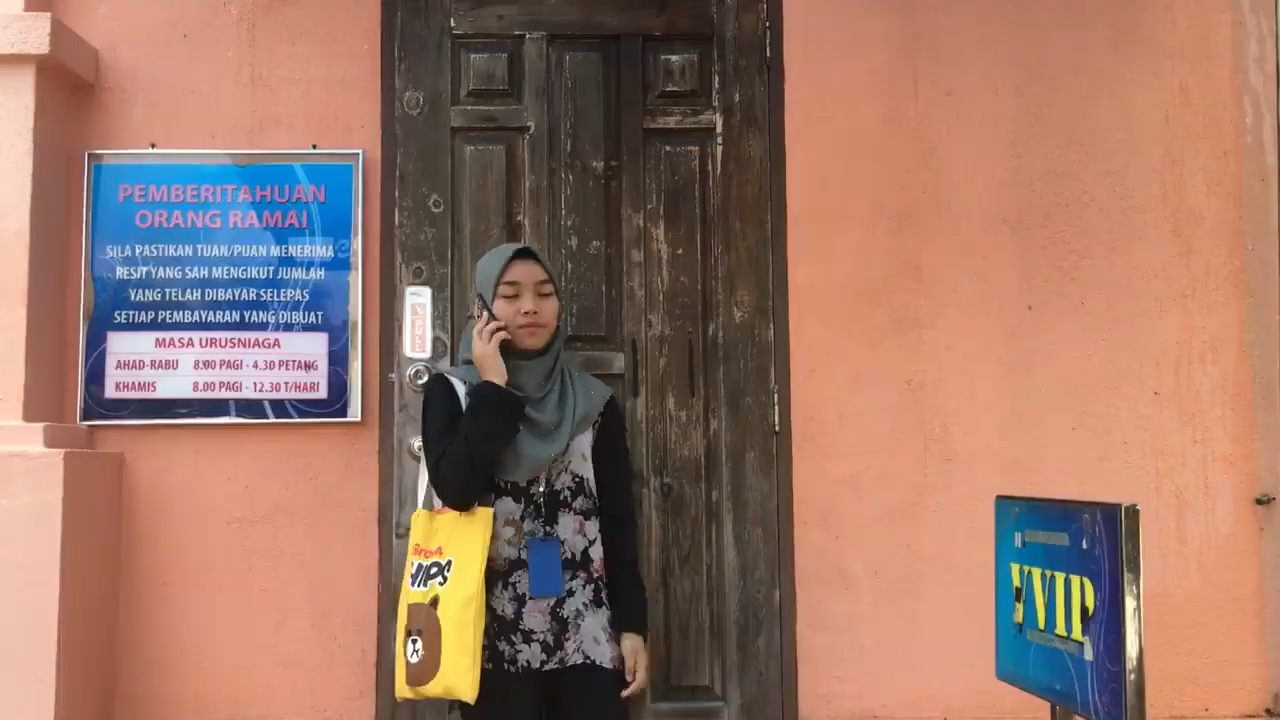 PEMBERITAHUAN
ORANG RAMAI
SILA PASTIKAN TUAN/PUAN MENERIMA
RESIT YANG SAH MENGIKUT JUMLAH
YANG TELAH DIBAYAR SELEPAS
SETIAP PEMBAYARAN YANG DIBUAT
MASA URUSNIAGA
AHAD-RABU 8.00 PAGI - 4.30 PETANG
KHAMIS 8.00 PAGI - 12.30 T/HARI
VVIP